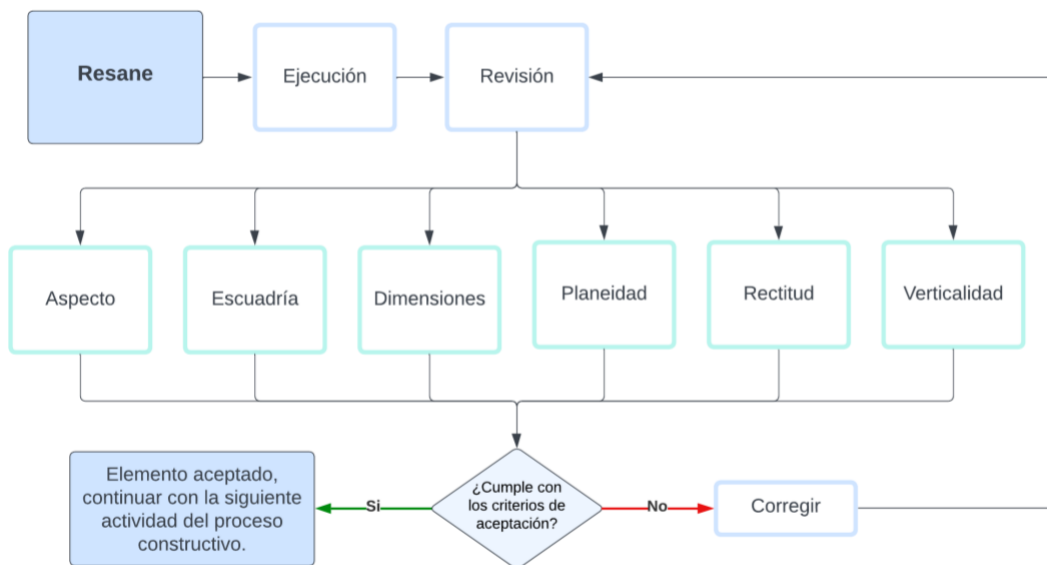 Resane
Ejecución
Revisión
Aspecto
Escuadría
Dimensiones
Planeidad
Rectitud
Verticalidad
Elemento aceptado,
continuar con la siguiente
actividad del proceso
constructivo.
Si
¿Cumple con
los criterios de
aceptación?
No
Corregir